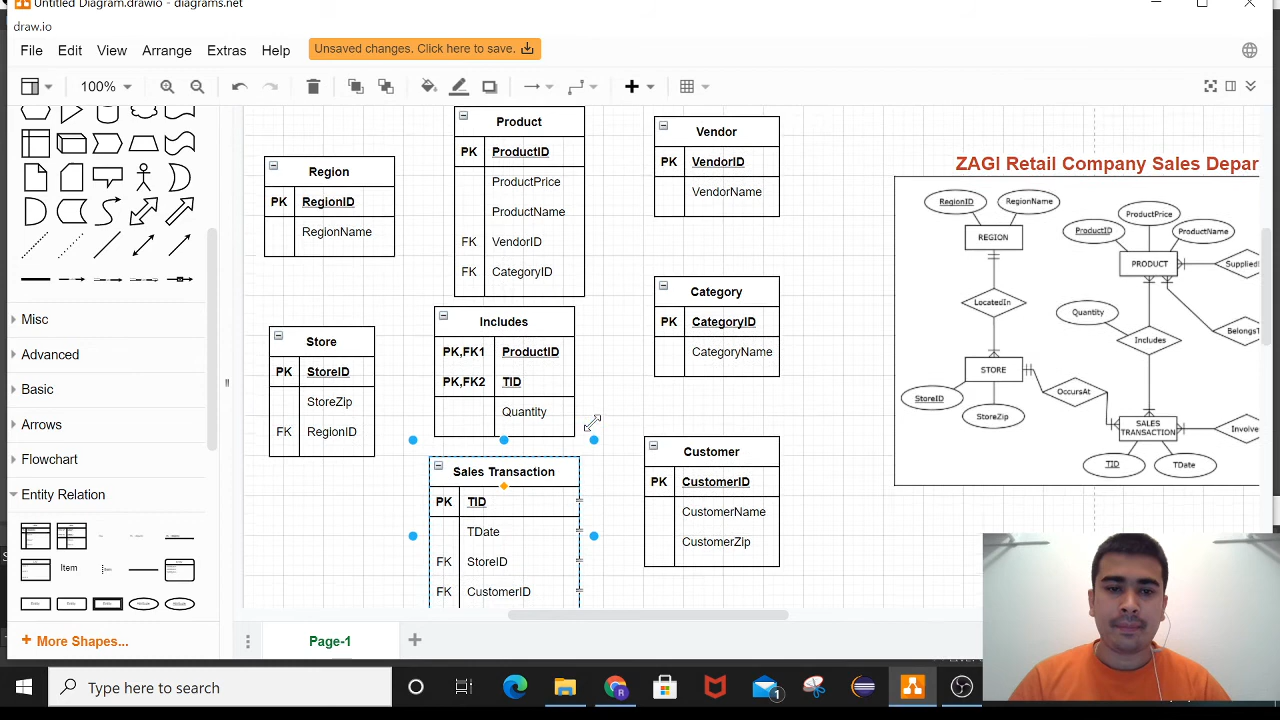 Untitled Diagram.drawio - diagrams.net
draw.io
File Edit View Arrange Extras Help
Unsaved changes. Click here to save.
100%
Misc
Advanced
Basic
Arrows
Flowchart
Entity Relation
Item
+ More Shapes...
Region
PK RegionID
RegionName
Store
PK StoreID
StoreZip
FK RegionID
Product
PK ProductID
ProductPrice
ProductName
FK VendorID
FK CategoryID
Includes
PK,FK1 ProductID
PK,FK2 TID
Quantity
Sales Transaction
PK TID
TDate
FK StoreID
FK CustomerID
Vendor
PK VendorID
VendorName
Category
PK CategoryID
CategoryName
Customer
PK CustomerID
CustomerName
CustomerZip
ZAGI Retail Company Sales Depar
RegionID RegionName
REGION
LocatedIn
STORE
StoreID
StoreZip
OccursAt
ProductPrice
ProductID
ProductName
PRODUCT
Supplied
Quantity
Includes
BelongsT
SALES
TRANSACTION
Involve
TID TDate
Page-1
Type here to search
1